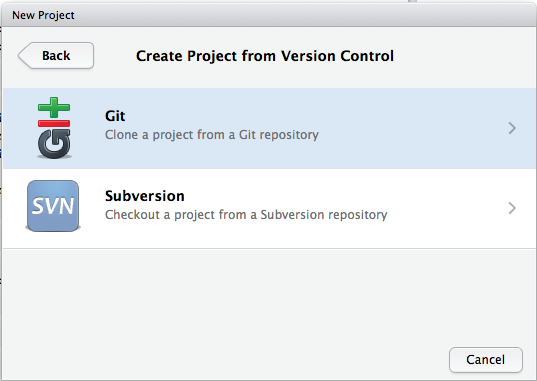 New Project
Back
Create Project from Version Control
Git
Clone a project from a Git repository
SVN
Subversion
Checkout a project from a Subversion repository
Cancel